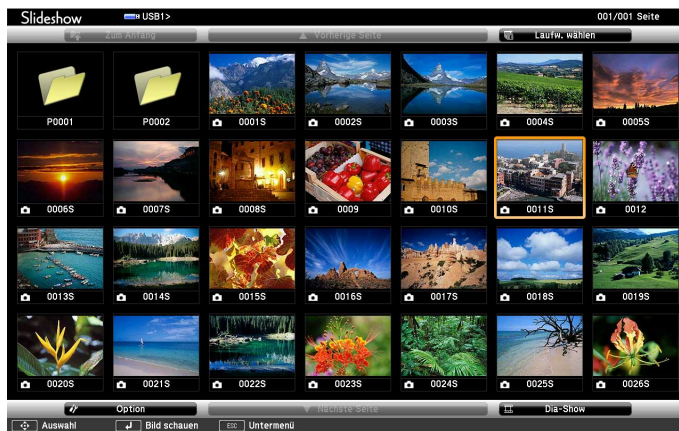 Slideshow USB1> 001/001 Seite
Zum Anfang Vorherige Seite Laufw. wählen
P0001 P0002 0001S 0002S 0003S 0004S 0005S
0006S 0007S 0008S 0009 0010S 0011S 0012
0013S 0014S 0015S 0016S 0017S 0018S 0019S
0020S 0021S 0022S 0023S 0024S 0025S 0026S
Option Nächste Seite Dia-Show
Auswahl Bild schauen ESC Untermenü